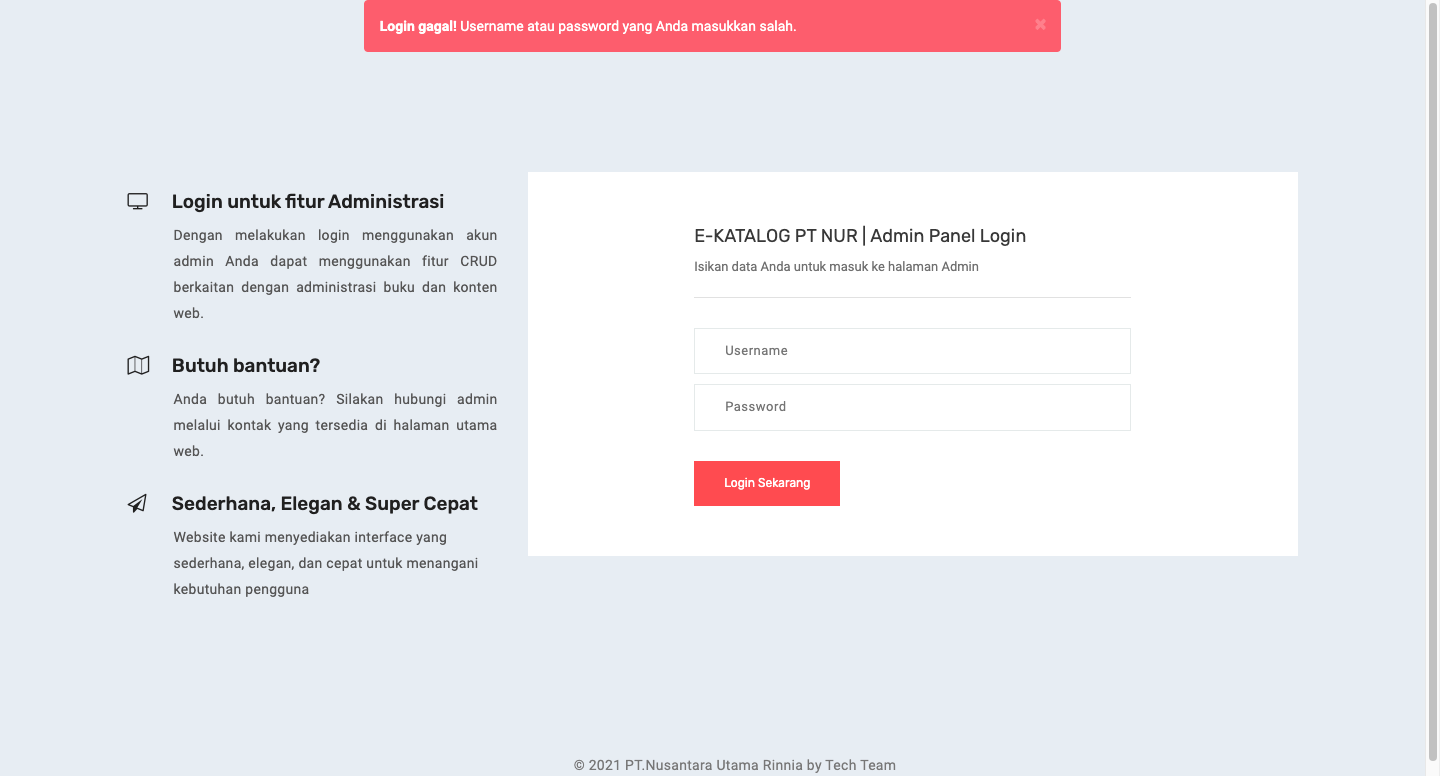 Login gagal! Username atau password yang Anda masukkan salah.
×
Login untuk fitur Administrasi
Dengan melakukan login menggunakan akun
admin Anda dapat menggunakan fitur CRUD
berkaitan dengan administrasi buku dan konten
web.
Butuh bantuan?
Anda butuh bantuan? Silakan hubungi admin
melalui kontak yang tersedia di halaman utama
web.
Sederhana, Elegan & Super Cepat
Website kami menyediakan interface yang
sederhana, elegan, dan cepat untuk menangani
kebutuhan pengguna
E-KATALOG PT NUR | Admin Panel Login
Isikan data Anda untuk masuk ke halaman Admin
Username
Password
Login Sekarang
© 2021 PT.Nusantara Utama Rinnia by Tech Team